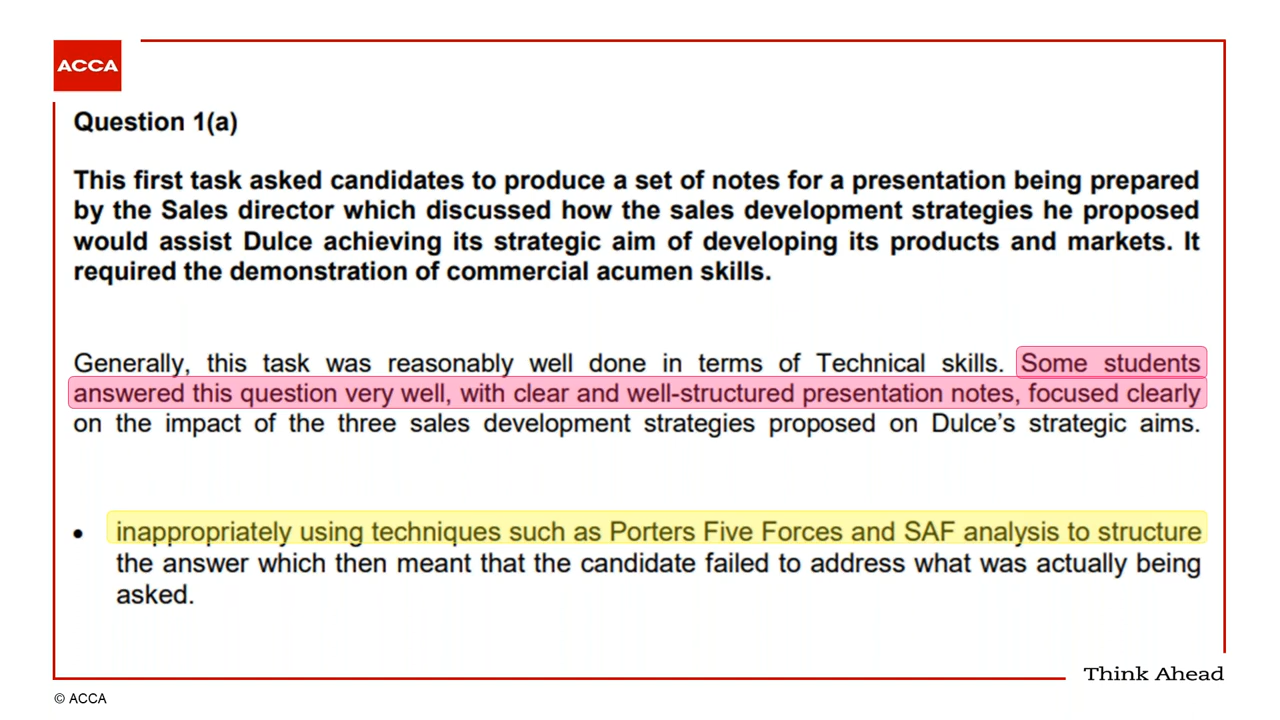 ACCA
Question 1(a)
This first task asked candidates to produce a set of notes for a presentation being prepared
by the Sales director which discussed how the sales development strategies he proposed
would assist Dulce achieving its strategic aim of developing its products and markets. It
required the demonstration of commercial acumen skills.
Generally, this task was reasonably well done in terms of Technical skills. Some students
answered this question very well, with clear and well-structured presentation notes, focused clearly
on the impact of the three sales development strategies proposed on Dulce's strategic aims.
• inappropriately using techniques such as Porters Five Forces and SAF analysis to structure
the answer which then meant that the candidate failed to address what was actually being
asked.
Think Ahead
© ACCA